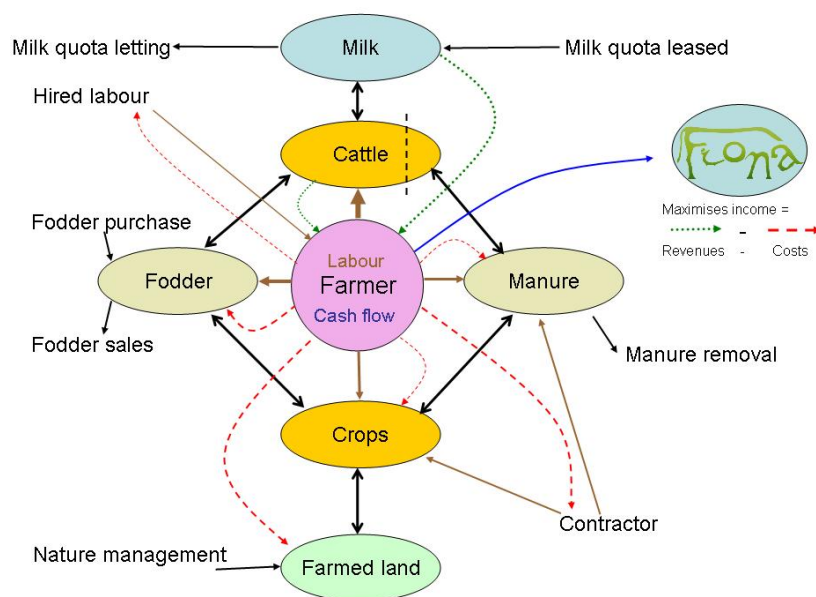 Milk quota letting
Milk
Milk quota leased
Hired labour
Cattle
Fiona
Maximises income =
-
Revenues - Costs
Fodder purchase
Labour
Fodder
Farmer
Manure
Cash flow
Fodder sales
Manure removal
Crops
Contractor
Nature management
Farmed land